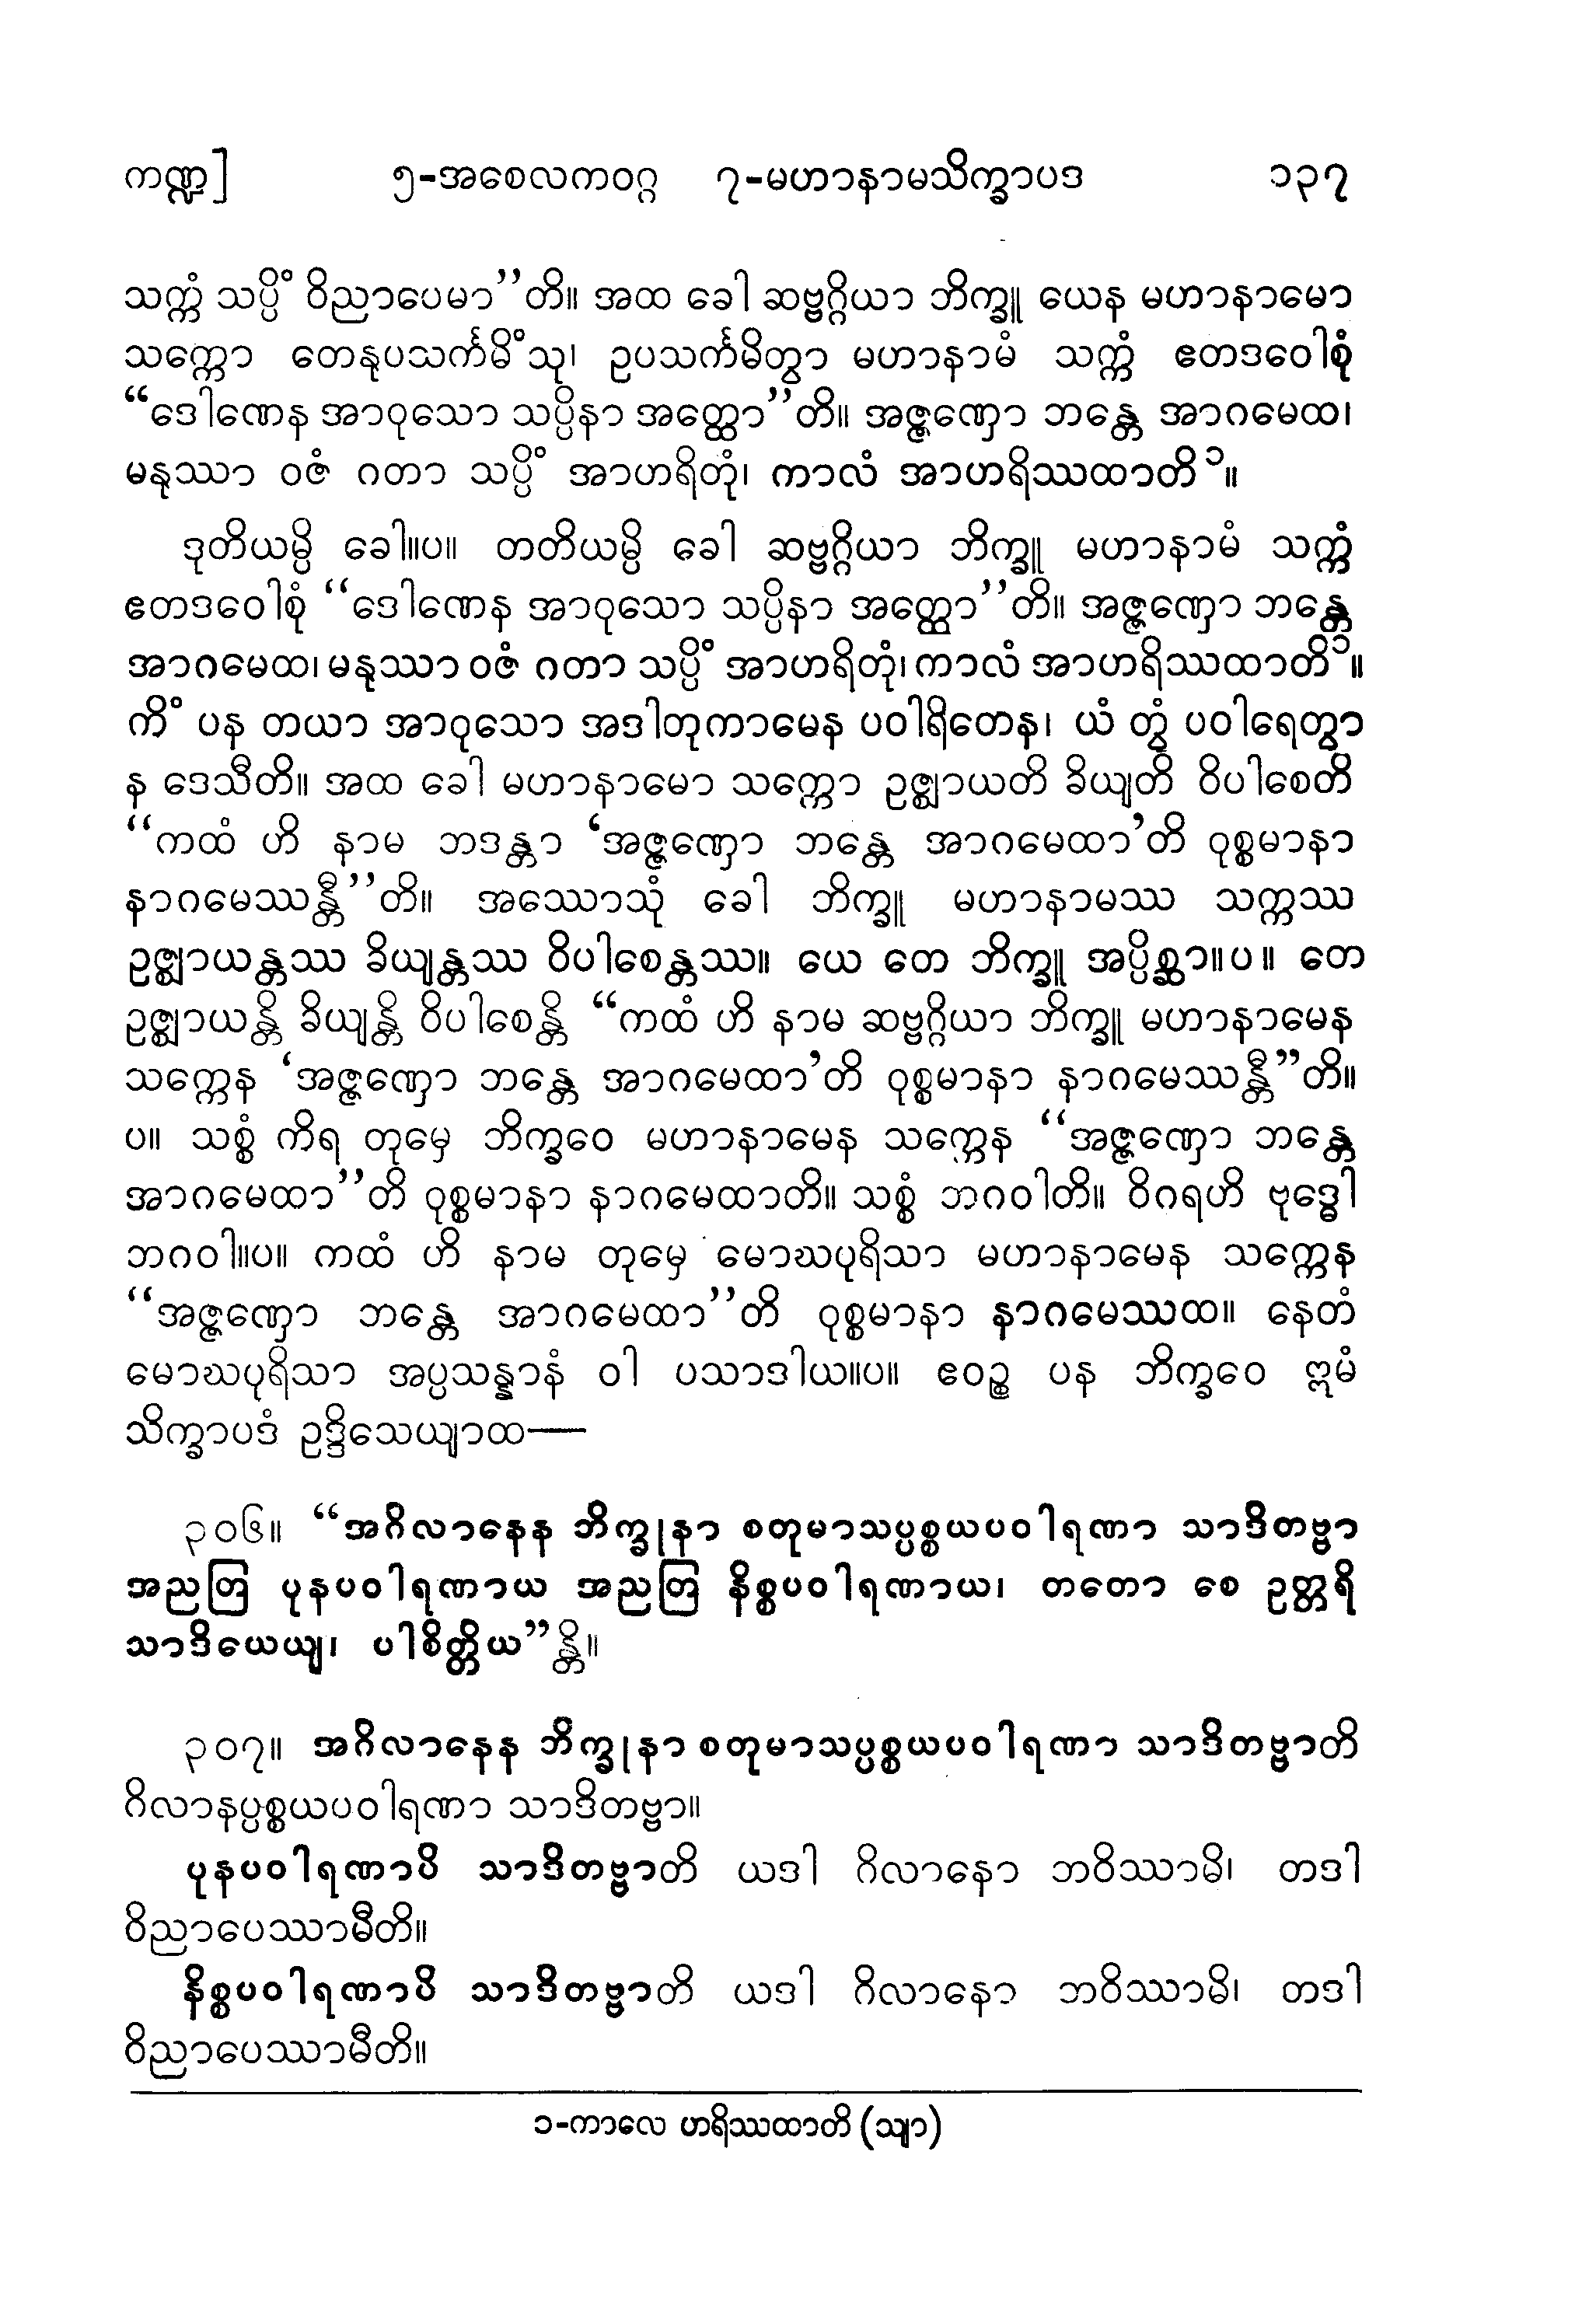 ကဏ္ဍ] ၅-အစေလကဝဂ္ဂ ၇-မဟာနာမသိက္ခာပဒ ၁၃၇
သက္ကံ သပ္ပိံ ဝိညာပေမာ’’တိ။ အထ ခေါ ဆဗ္ဗဂ္ဂိယာ ဘိက္ခူ ယေန မဟာနာမော
သက္ကော တေနုပသင်္ကမိံသု၊ ဥပသင်္ကမိတွာ မဟာနာမံ သက္ကံ ဧတဒဝေါစုံ
“ဒေါဏေန အာဝုသော သပ္ပိနာ အတ္ထော’’တိ။ အဇ္ဇဏှော ဘန္တေ အာဂမေထ၊
မနုဿာ ဝဇံ ဂတာ သပ္ပိံ အာဟရိတုံ၊ ကာလံ အာဟရိဿထာတိ၁။
ဒုတိယမ္ပိ ခေါ။ပ။ တတိယမ္ပိ ခေါ ဆဗ္ဗဂ္ဂိယာ ဘိက္ခူ မဟာနာမံ သက္ကံ
ဧတဒဝေါစုံ ‘‘ဒေါဏေန အာဝုသော သပ္ပိနာ အတ္ထော’’တိ။ အဇ္ဇဏှော ဘန္တေ
အာဂမေထ၊ မနုဿာ ဝဇံ ဂတာ သပ္ပိံ အာဟရိတုံ၊ ကာလံ အာဟရိဿထာတိ၁။
ကိံ ပန တယာ အာဝုသော အဒါတုကာမေန ပဝါရိတေန၊ ယံ တွံ ပဝါရေတွာ
န ဒေသီတိ။ အထ ခေါ မဟာနာမော သက္ကော ဥဇ္ဈာယတိ ခိယျတိ ဝိပါစေတိ
‘‘ကထံ ဟိ နာမ ဘဒန္တာ ‘အဇ္ဇဏှော ဘန္တေ အာဂမေထာ’တိ ဝုစ္စမာနာ
နာဂမေဿန္တီ’’တိ။ အဿောသုံ ခေါ ဘိက္ခူ မဟာနာမဿ သက္ကဿ
ဥဇ္ဈာယန္တဿ ခိယျန္တဿ ဝိပါစေန္တဿ။ ယေ တေ ဘိက္ခူ အပ္ပိစ္ဆာ။ပ။ တေ
ဥဇ္ဈာယန္တိ ခိယျန္တိ ဝိပါစေန္တိ “ကထံ ဟိ နာမ ဆဗ္ဗဂ္ဂိယာ ဘိက္ခူ မဟာနာမေန
သက္ကေန ‘အဇ္ဇဏှော ဘန္တေ အာဂမေထာ’တိ ဝုစ္စမာနာ နာဂမေဿန္တီ”တိ။
ပ။ သစ္စံ ကိရ တုမှေ ဘိက္ခဝေ မဟာနာမေန သက္ကေန ‘‘အဇ္ဇဏှော ဘန္တေ
အာဂမေထာ’’တိ ဝုစ္စမာနာ နာဂမေထာတိ။ သစ္စံ ဘဂဝါတိ။ ဝိဂရဟိ ဗုဒ္ဓေါ
ဘဂဝါ။ပ။ ကထံ ဟိ နာမ တုမှေ မောဃပုရိသာ မဟာနာမေန သက္ကေန
‘‘အဇ္ဇဏှော ဘန္တေ အာဂမေထာ’’တိ ဝုစ္စမာနာ နာဂမေဿထ။ နေတံ
မောဃပုရိသာ အပ္ပသန္နာနံ ဝါ ပသာဒါယ။ပ။ ဧဝဉ္စ ပန ဘိက္ခဝေ ဣမံ
သိက္ခာပဒံ ဥဒ္ဒိသေယျာထ—
၃၀၆။ “အဂိလာနေန ဘိက္ခုနာ စတုမာသပ္ပစ္စယပဝါရဏာ သာဒိတဗ္ဗာ
အညတြ ပုနပဝါရဏာယ အညတြ နိစ္စပဝါရဏာယ၊ တတော စေ ဥတ္တရိ
သာဒိယေယျ၊ ပါစိတ္တိယ”န္တိ။
၃၀၇။ အဂိလာနေန ဘိက္ခုနာ စတုမာသပ္ပစ္စယပဝါရဏာ သာဒိတဗ္ဗာတိ
ဂိလာနပ္ပစ္စယပဝါရဏာ သာဒိတဗ္ဗာ။
ပုနပဝါရဏာပိ သာဒိတဗ္ဗာတိ ယဒါ ဂိလာနော ဘဝိဿာမိ၊ တဒါ
ဝိညာပေဿာမီတိ။
နိစ္စပဝါရဏာပိ သာဒိတဗ္ဗာတိ ယဒါ ဂိလာနော ဘဝိဿာမိ၊ တဒါ
ဝိညာပေဿာမီတိ။
၁-ကာလေ ဟရိဿထာတိ (သျာ)